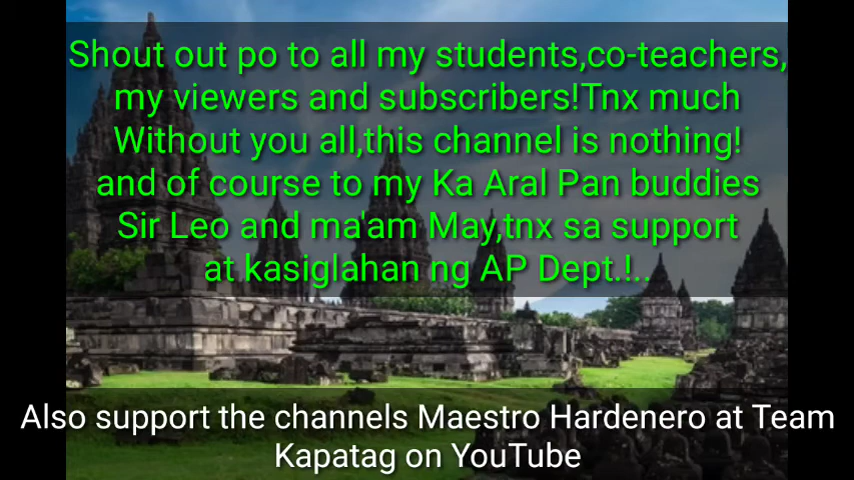 Shout out po to all my students,co-teachers,
my viewers and subscribers!Tnx much
Without you all,this channel is nothing!
and of course to my Ka Aral Pan buddies
Sir Leo and ma'am May,tnx sa support
at kasiglahan ng AP Dept.!..
Also support the channels Maestro Hardenero at Team
Kapatag on YouTube